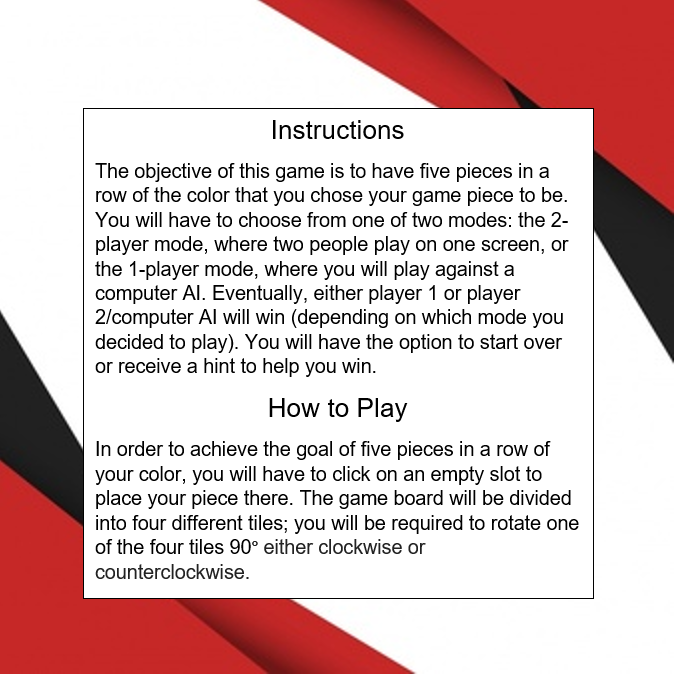 Instructions
The objective of this game is to have five pieces in a
row of the color that you chose your game piece to be.
You will have to choose from one of two modes: the 2-
player mode, where two people play on one screen, or
the 1-player mode, where you will play against a
computer AI. Eventually, either player 1 or player
2/computer AI will win (depending on which mode you
decided to play). You will have the option to start over
or receive a hint to help you win.
How to Play
In order to achieve the goal of five pieces in a row of
your color, you will have to click on an empty slot to
place your piece there. The game board will be divided
into four different tiles; you will be required to rotate one
of the four tiles 90° either clockwise or
counterclockwise.